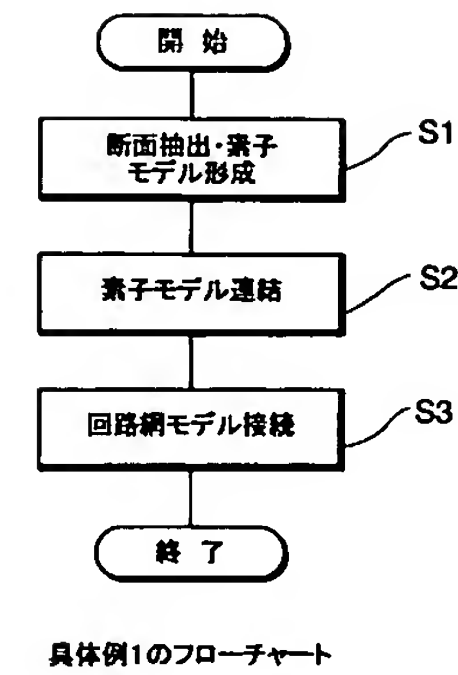 開始
断面抽出・素子
モデル形成
S1
素子モデル連結
S2
回路網モデル接続
S3
終了
具体例1のフローチャート